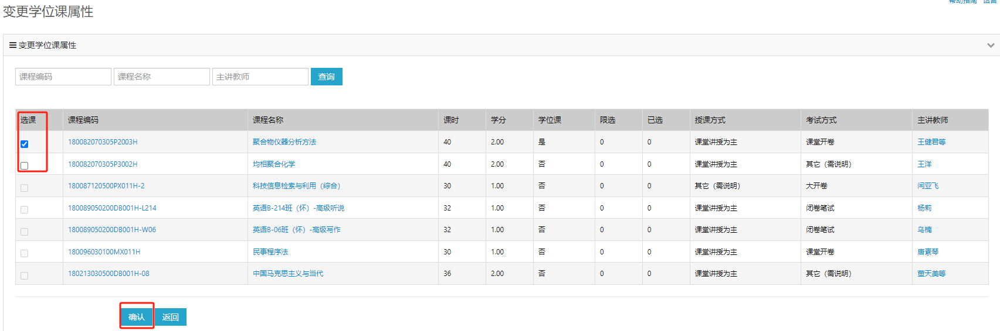 帮助指南 语言
变更学位课属性
变更学位课属性
课程编码 课程名称 主讲教师 查询
选课 课程编码 课程名称 课时 学分 学位课 限选 已选 授课方式 考试方式 主讲教师
180082070305P2003H 聚合物仪器分析方法 40 2.00 是 0 0 课堂讲授为主 课堂开卷 王健君等
180082070305P3002H 均相聚合化学 40 2.00 否 0 0 课堂讲授为主 其它（需说明） 王洋
180087120500PX011H-2 科技信息检索与利用（综合） 30 1.00 否 0 0 其它（需说明） 大开卷 闫亚飞
180089050200DB001H-L214 英语B-214班（怀）-高级听说 32 1.00 否 0 0 课堂讲授为主 闭卷笔试 杨莉
180089050200DB001H-W06 英语B-06班（怀）-高级写作 32 1.00 否 0 0 课堂讲授为主 闭卷笔试 乌楠
180096030100MX011H 民事程序法 30 1.00 否 0 0 课堂讲授为主 课堂开卷 唐素琴
180213030500DB001H-08 中国马克思主义与当代 36 2.00 否 0 0 课堂讲授为主 其它（需说明） 董天美等
确认 返回